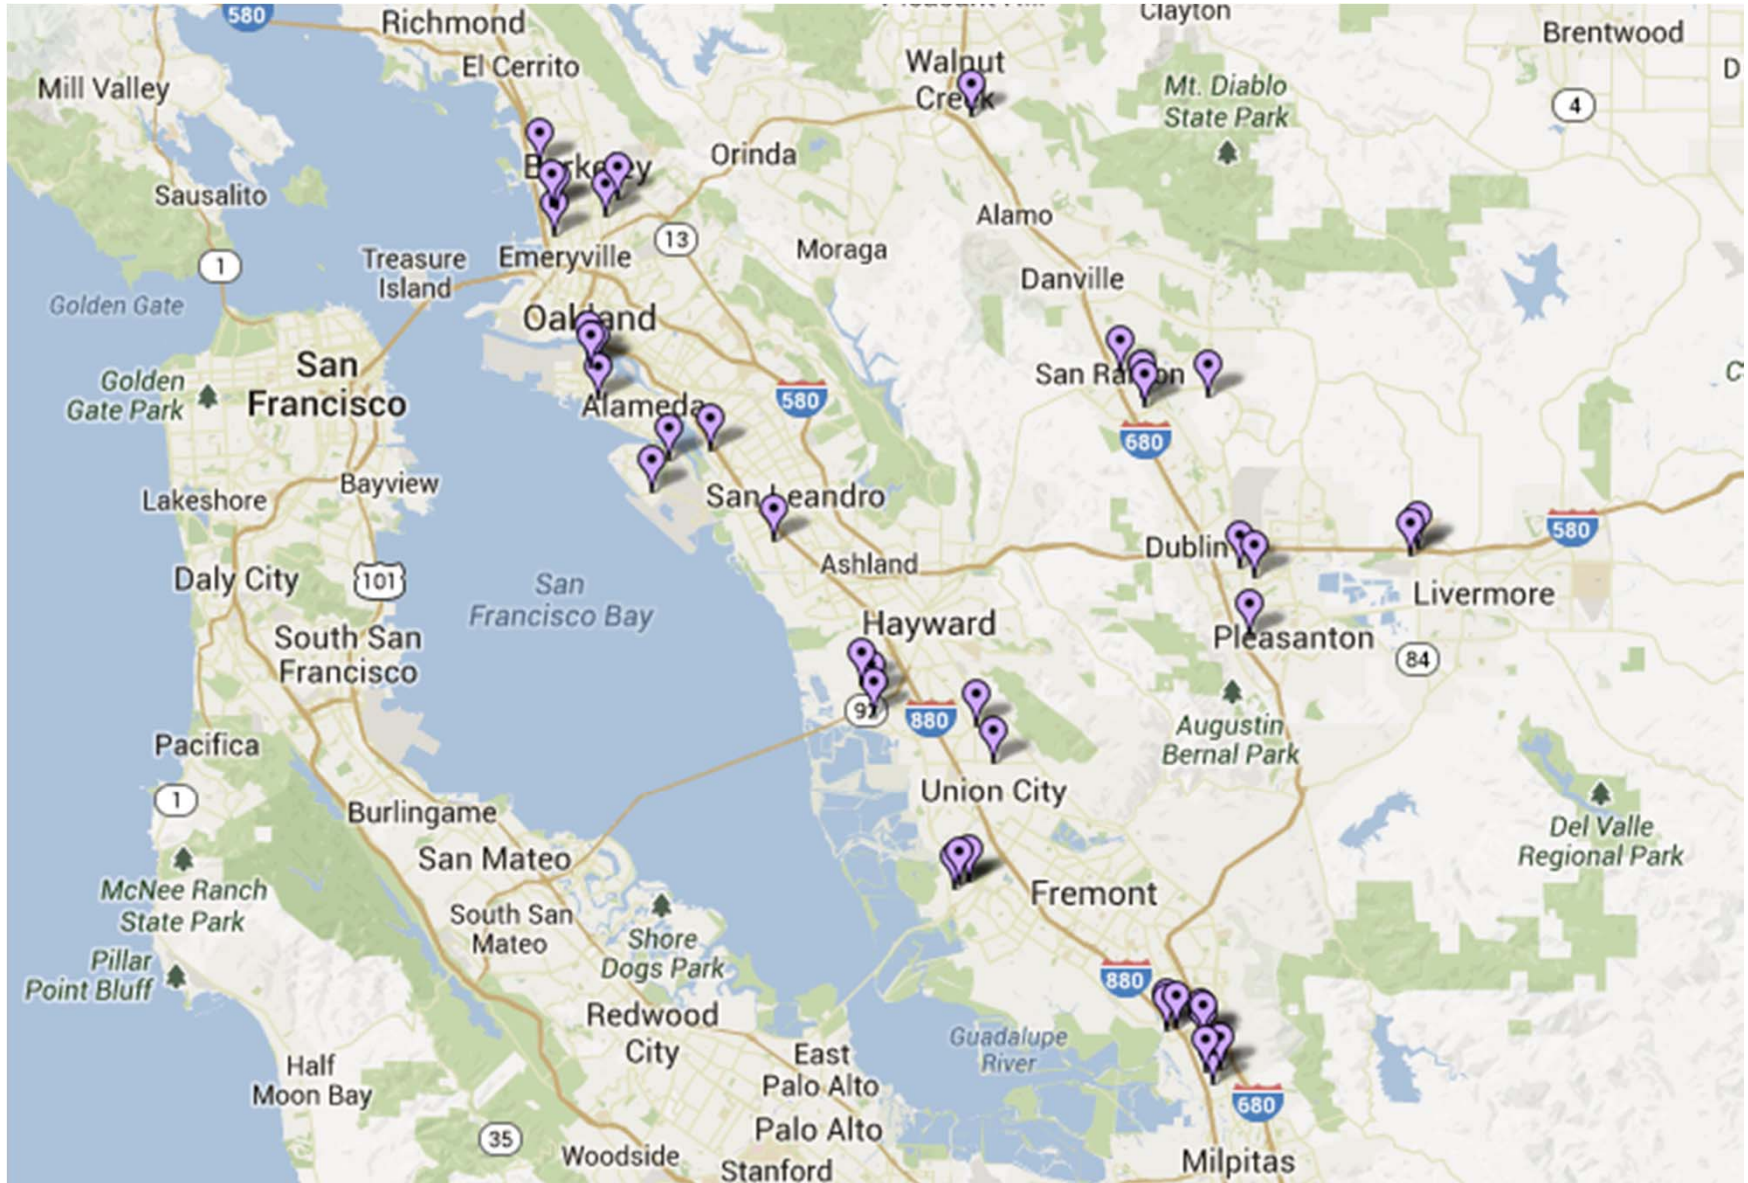 Clayton
580
Richmond
Brentwood
El Cerrito
Walnut
Creek
D
Mill Valley
Mt. Diablo
State Park
4
Berkeley
Orinda
Sausalito
Alamo
13
Moraga
1
Treasure
Island
Emeryville
Danville
Golden Gate
Oakland
San
Francisco
Golden
Gate Park
San Ramon
C
580
Alameda
680
Bayview
Lakeshore
San Leandro
580
Dublin
Ashland
Daly City
101
San
Francisco Bay
Livermore
Hayward
Pleasanton
84
South San
Francisco
92
880
Augustin
Bernal Park
Pacifica
1
Union City
Burlingame
Del Valle
Regional Park
San Mateo
McNee Ranch
State Park
Fremont
South San
Mateo
Shore
Dogs Park
Pillar
Point Bluff
880
Redwood
City
Guadalupe
River
East
Palo Alto
Half
Moon Bay
680
Palo Alto
35
Woodside
Stanford
Milpitas